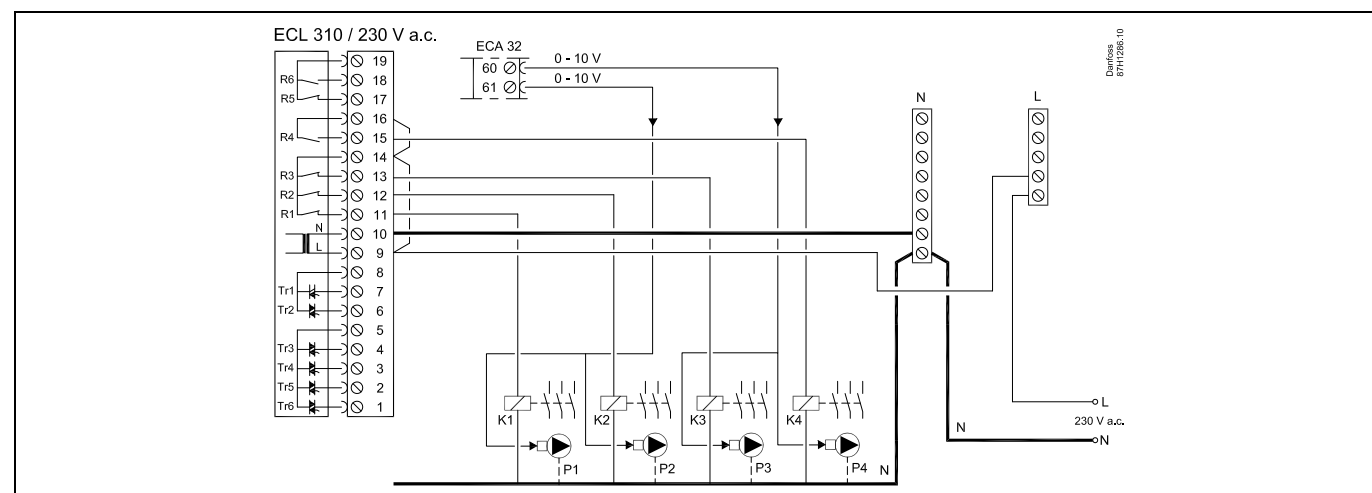 ECL 310 / 230 V a.c.
ECA 32
60
0 - 10 V
61
0 - 10 V
Danfoss
87H1286.10
N
L
19
R6
18
R5
17
16
R4
15
14
R3
13
R2
12
R1
11
N
10
L
9
8
Tr1
7
Tr2
6
5
Tr3
4
Tr4
3
Tr5
2
Tr6
1
K1
K2
K3
K4
P1
P2
P3
P4
N
N
L
230 V a.c.
N